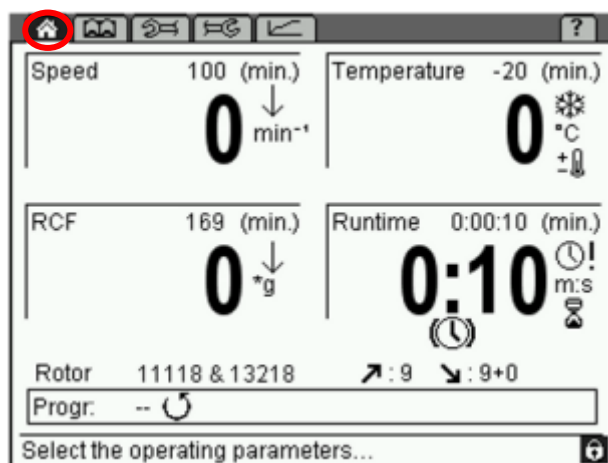 ?
Speed 100 (min.)
0 min⁻¹
Temperature -20 (min.)
0 °C
RCF 169 (min.)
0 *g
Runtime 0:00:10 (min.)
0:10 m:s
Rotor 11118 & 13218 : 9 : 9+0
Progr: --
Select the operating parameters...